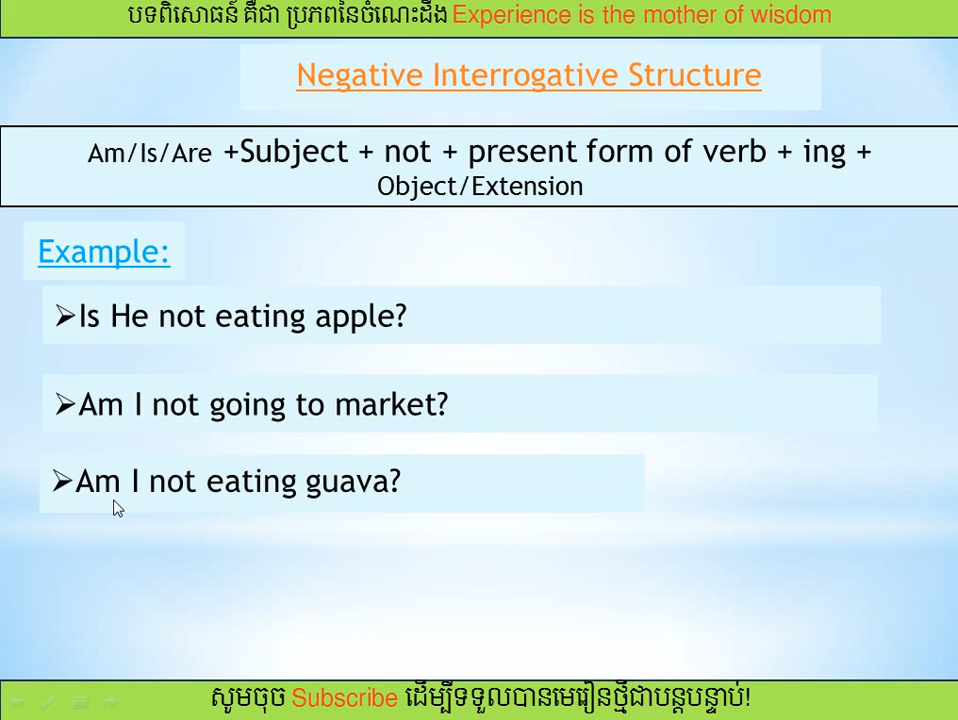 បទពិសោធន៍ គឺជា ប្រភពនៃចំណេះដឹង Experience is the mother of wisdom
Negative Interrogative Structure
Am/Is/Are +Subject + not + present form of verb + ing +
Object/Extension
Example:
➢Is He not eating apple?
➢Am I not going to market?
➢Am I not eating guava?
សូមចុច Subscribe ដើម្បីទទួលបានមេរៀនថ្មីជាបន្តបន្ទាប់!